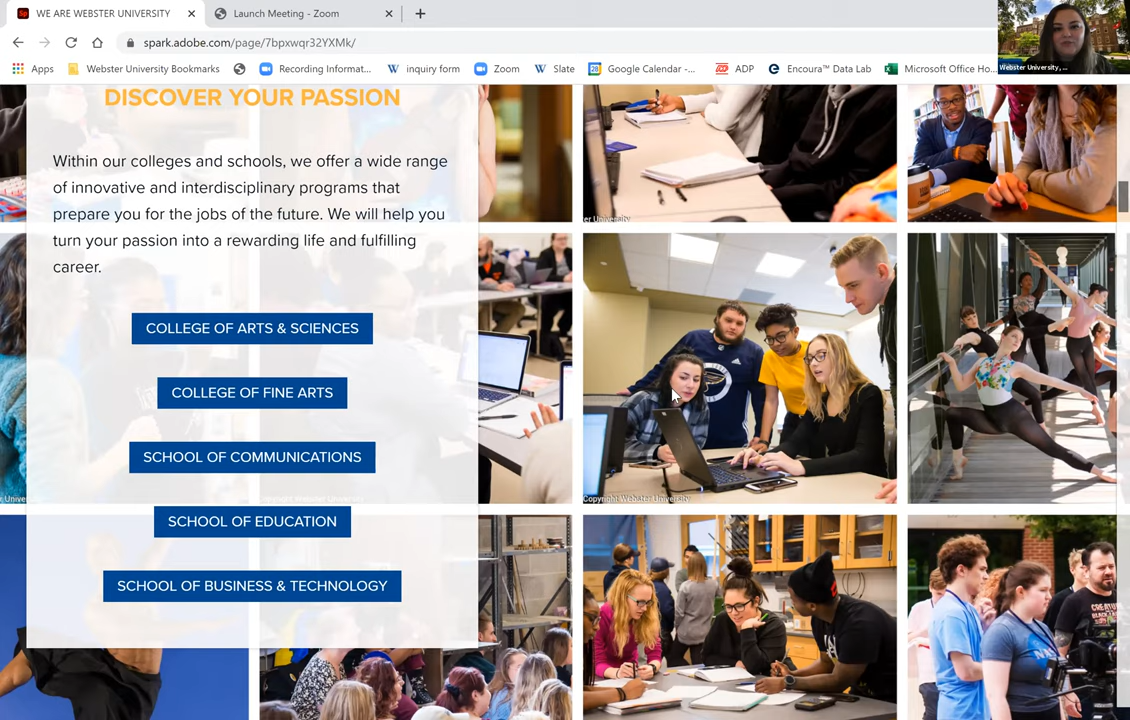 WE ARE WEBSTER UNIVERSITY
Launch Meeting - Zoom
spark.adobe.com/page/7bpxwqr32YXMk/
Apps
Webster University Bookmarks
Recording Informat...
inquiry form
Zoom
Slate
Google Calendar -...
ADP
Encoura™ Data Lab
Microsoft Office Ho...
Webster University, ...
DISCOVER YOUR PASSION
Within our colleges and schools, we offer a wide range
of innovative and interdisciplinary programs that
prepare you for the jobs of the future. We will help you
turn your passion into a rewarding life and fulfilling
career.
COLLEGE OF ARTS & SCIENCES
COLLEGE OF FINE ARTS
SCHOOL OF COMMUNICATIONS
SCHOOL OF EDUCATION
SCHOOL OF BUSINESS & TECHNOLOGY
er University
Copyright Webster University